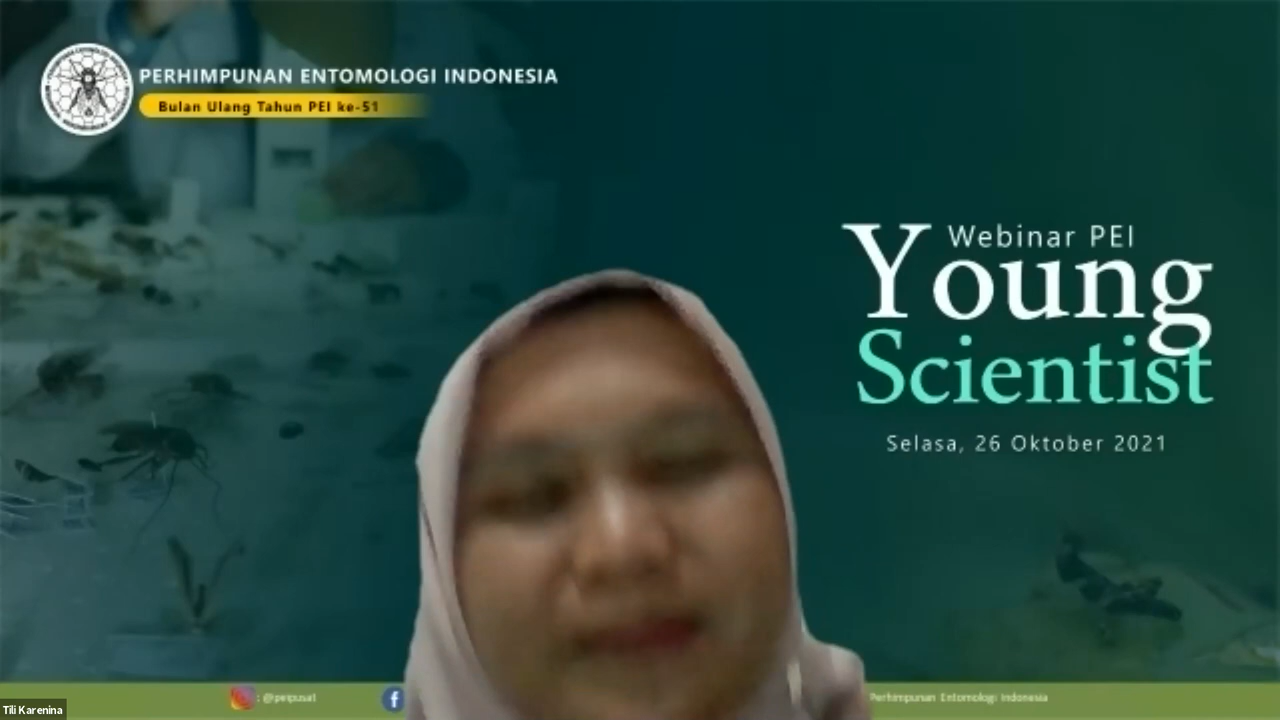 PERHIMPUNAN ENTOMOLOGI INDONESIA
Bulan Ulang Tahun PEI ke-51
Webinar PEI
Young
Scientist
Selasa, 26 Oktober 2021
: @peipusat
f
Perhimpunan Entomologi Indonesia
Tili Karenina